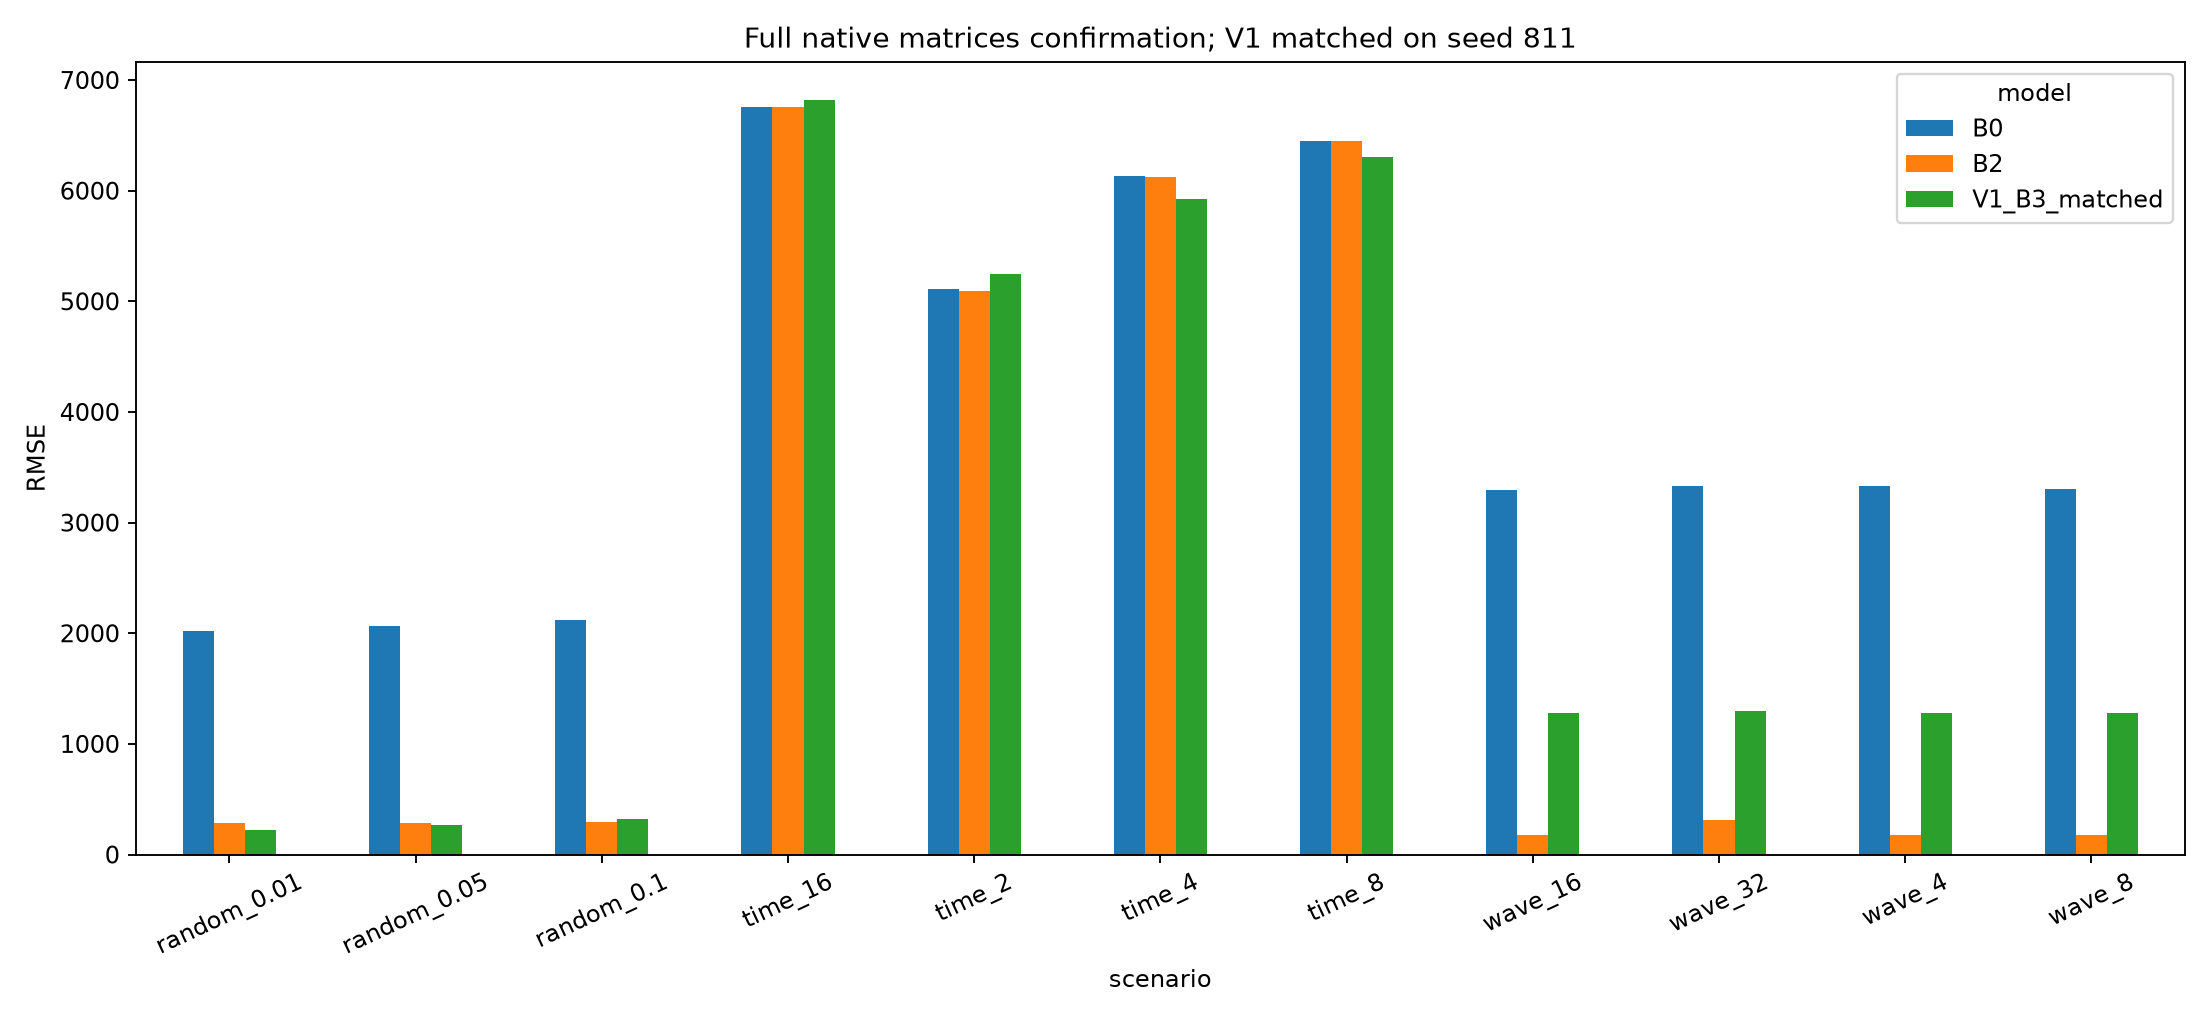 Full native matrices confirmation; V1 matched on seed 811
model
B0
B2
V1_B3_matched
RMSE
7000
6000
5000
4000
3000
2000
1000
0
random_0.01
random_0.05
random_0.1
time_16
time_2
time_4
time_8
wave_16
wave_32
wave_4
wave_8
scenario